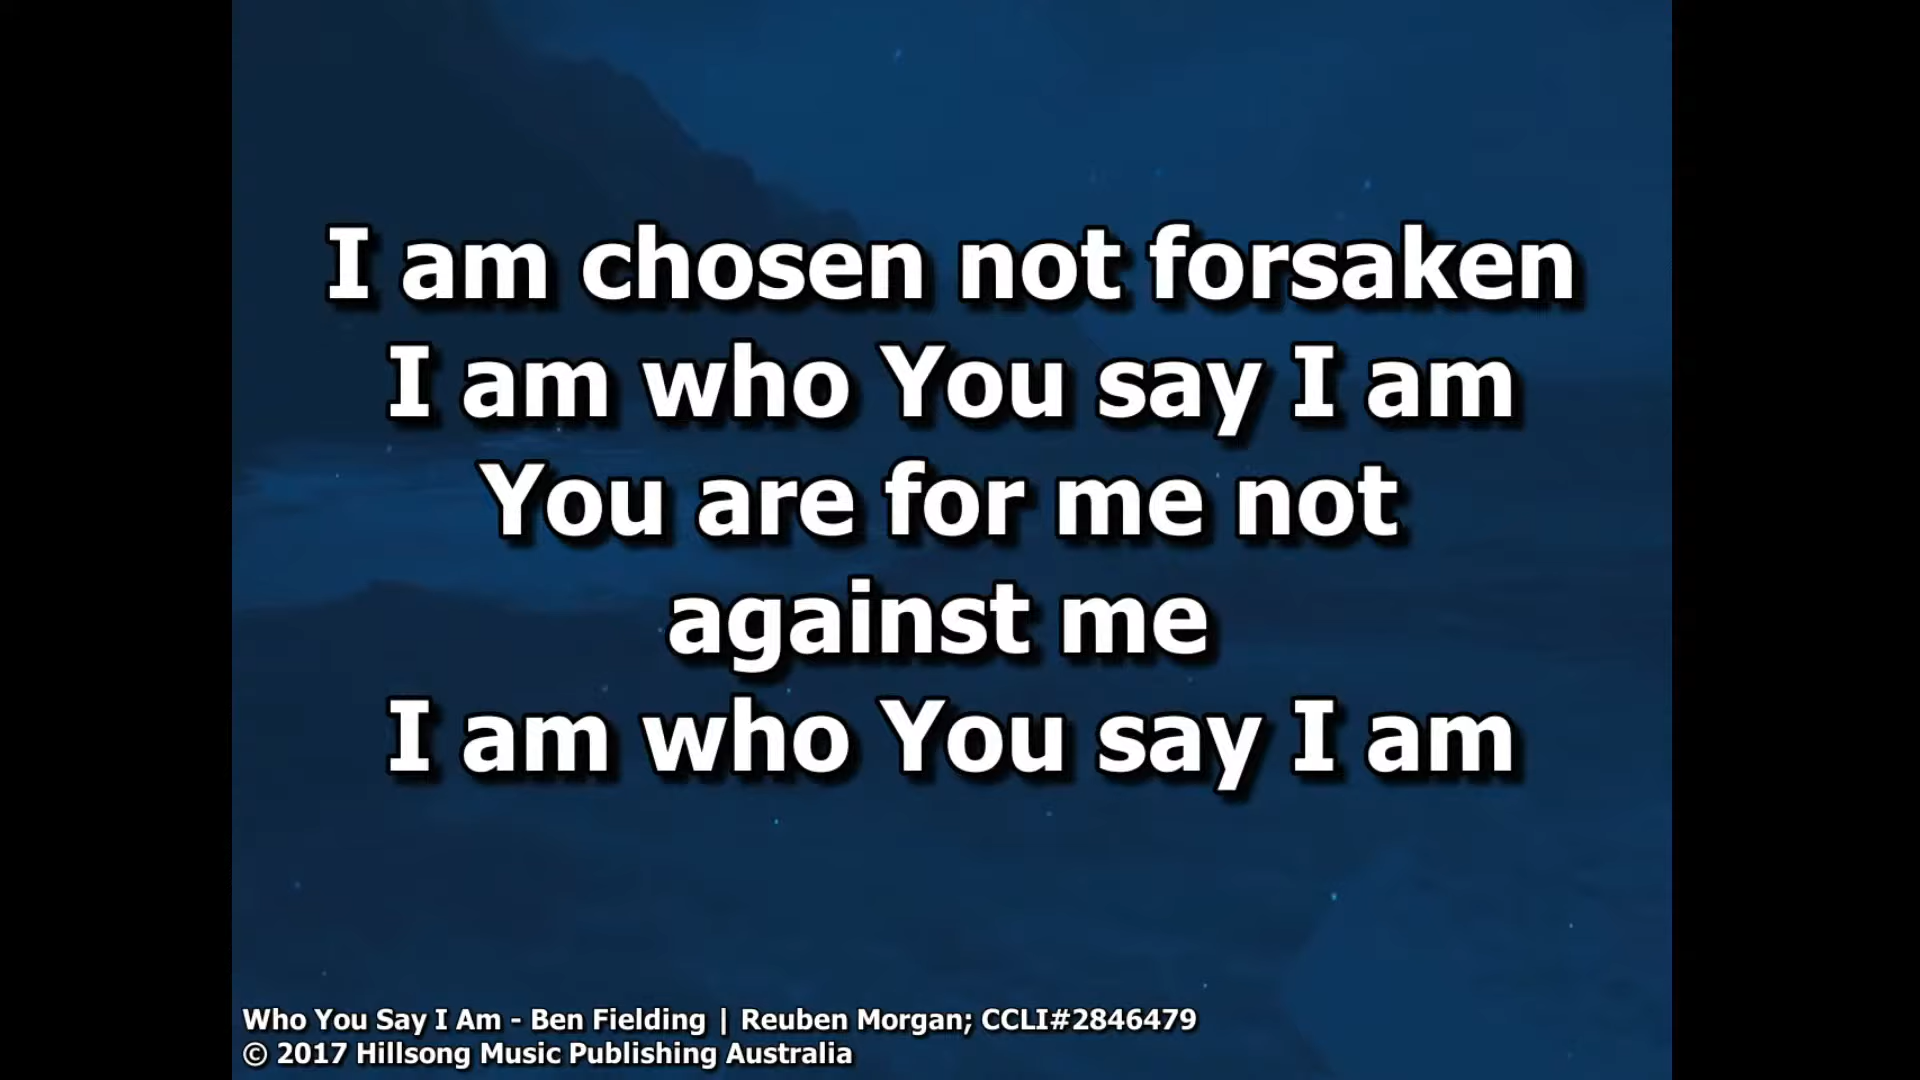 I am chosen not forsaken
I am who You say I am
You are for me not
against me
I am who You say I am
Who You Say I Am - Ben Fielding | Reuben Morgan; CCLI#2846479
© 2017 Hillsong Music Publishing Australia